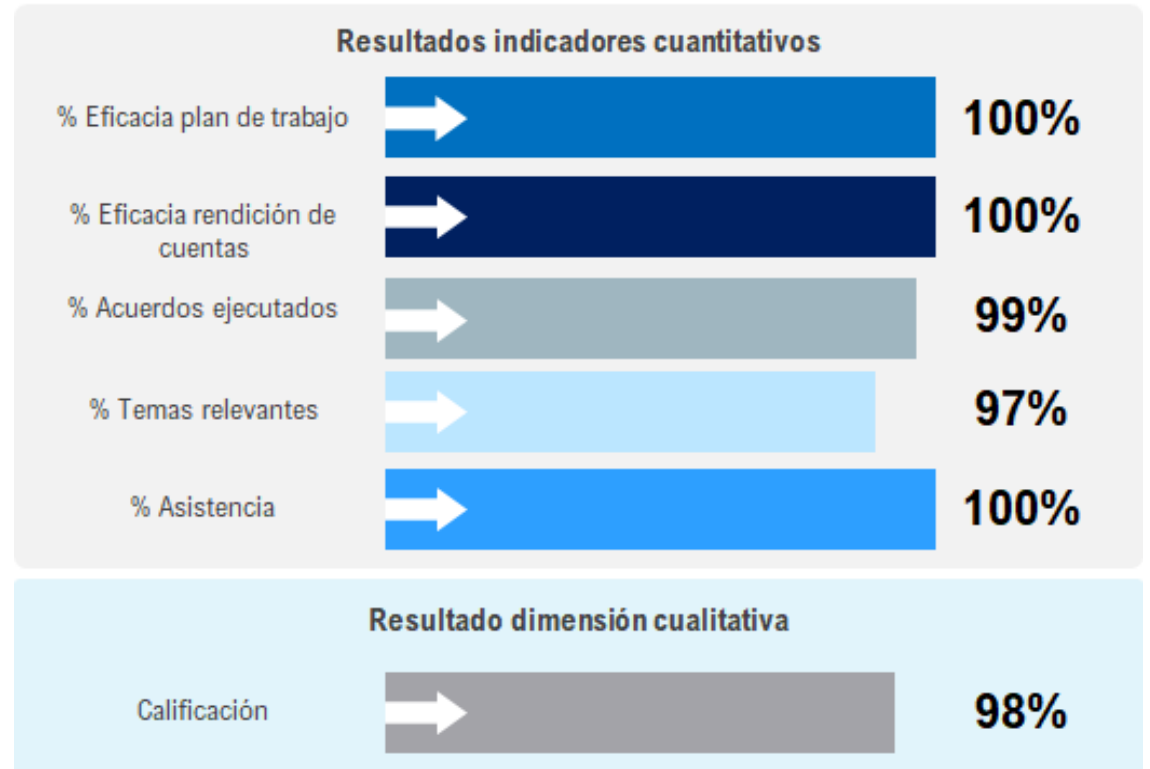 Resultados indicadores cuantitativos
% Eficacia plan de trabajo
100%
% Eficacia rendición de
cuentas
100%
% Acuerdos ejecutados
99%
% Temas relevantes
97%
% Asistencia
100%
Resultado dimensión cualitativa
Calificación
98%